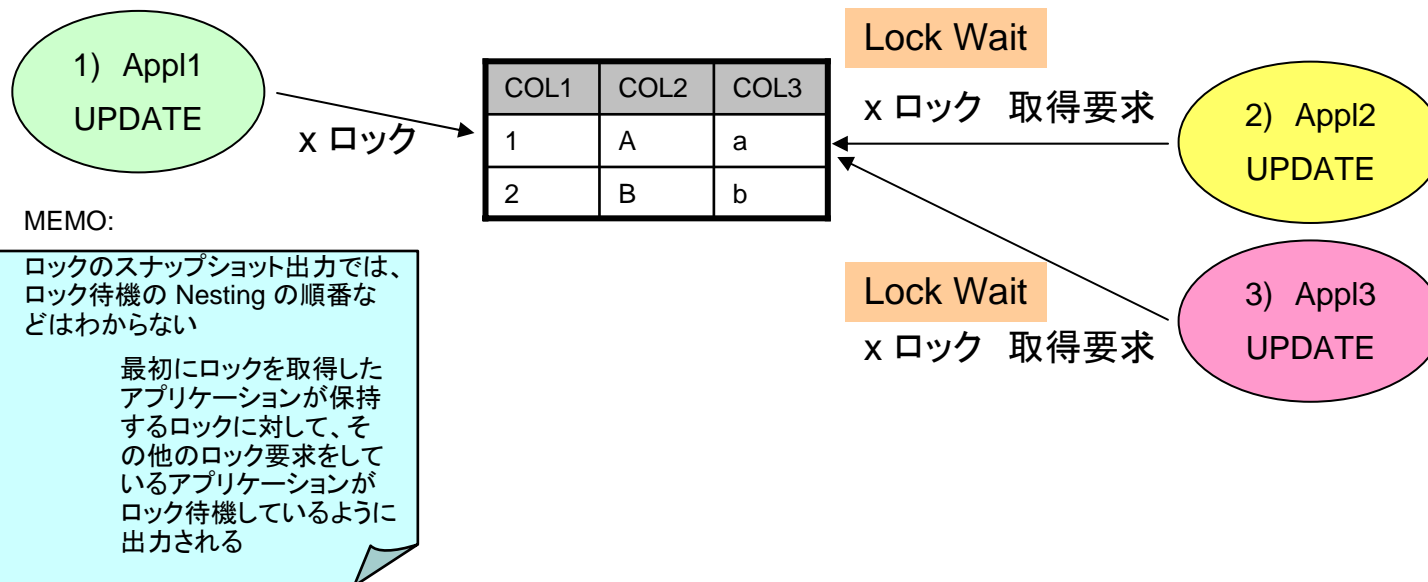 1) Appl1
UPDATE
x ロック
COL1 COL2 COL3
1 A a
2 B b
Lock Wait
x ロック 取得要求
2) Appl2
UPDATE
Lock Wait
x ロック 取得要求
3) Appl3
UPDATE
MEMO:
ロックのスナップショット出力では、
ロック待機の Nesting の順番な
どはわからない
最初にロックを取得した
アプリケーションが保持
するロックに対して、そ
の他のロック要求をして
いるアプリケーションが
ロック待機しているように
出力される